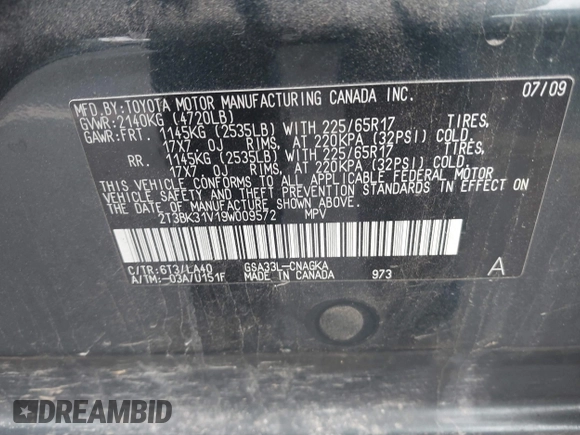 MFD.BY:TOYOTA MOTOR MANUFACTURING CANADA INC. 07/09
GVWR:2140KG (4720LB)
GAWR:FRT. 1145KG (2535LB) WITH 225/65R17 TIRES,
17X7.0J RIMS, AT 220KPA (32PSI) COLD.
RR. 1145KG (2535LB) WITH 225/65R17 TIRES,
17X7.0J RIMS, AT 220KPA (32PSI) COLD.
THIS VEHICLE CONFORMS TO ALL APPLICABLE FEDERAL MOTOR
VEHICLE SAFETY AND THEFT PREVENTION STANDARDS IN EFFECT
ON THE DATE OF MANUFACTURE SHOWN ABOVE.
2T3BK31V19W009572 MPV
C/TR:6T3/LA40 GSA33L-CNAGKA
A/TM:-03A/U151F MADE IN CANADA 973 A
DREAMBID